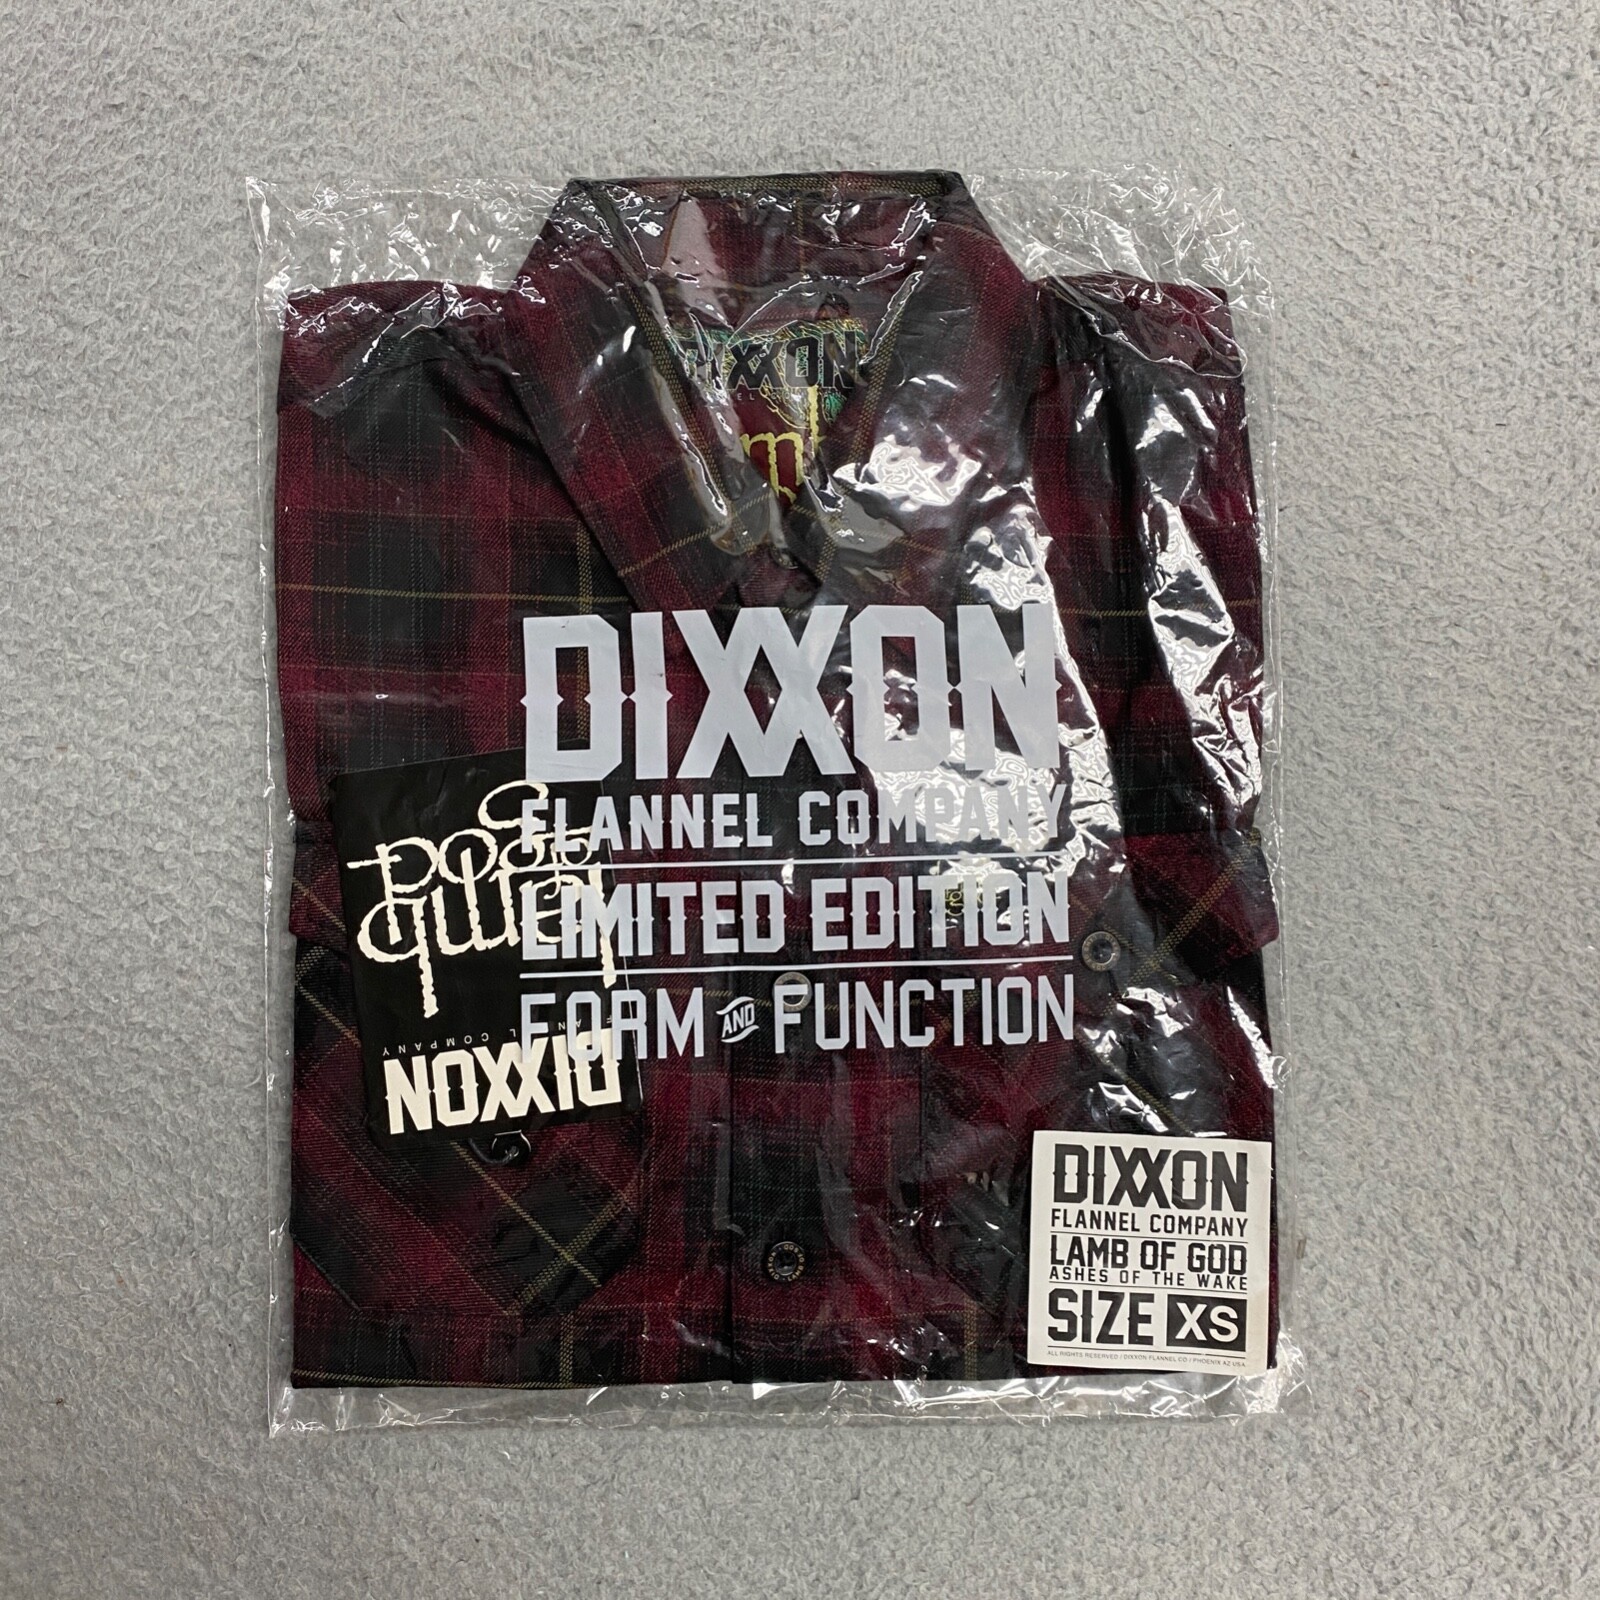 DIXXON
DIXXON
FLANNEL COMPANY
LIMITED EDITION
FORM AND FUNCTION
lamb
of god
DIXXON
COMPANY
DIXXON
FLANNEL COMPANY
LAMB OF GOD
ASHES OF THE WAKE
SIZE XS
ALL RIGHTS RESERVED / DIXXON FLANNEL CO / PHOENIX AZ USA